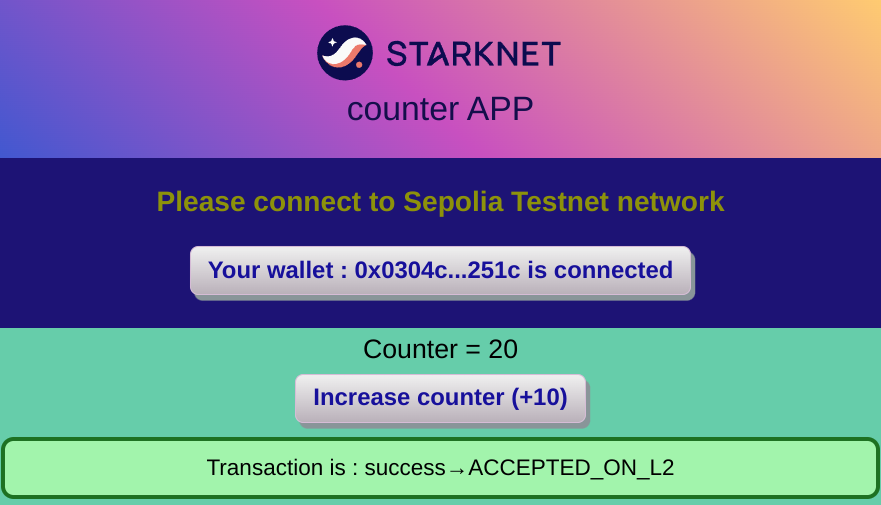 STARKNET
counter APP
Please connect to Sepolia Testnet network
Your wallet : 0x0304c...251c is connected
Counter = 20
Increase counter (+10)
Transaction is : success→ACCEPTED_ON_L2